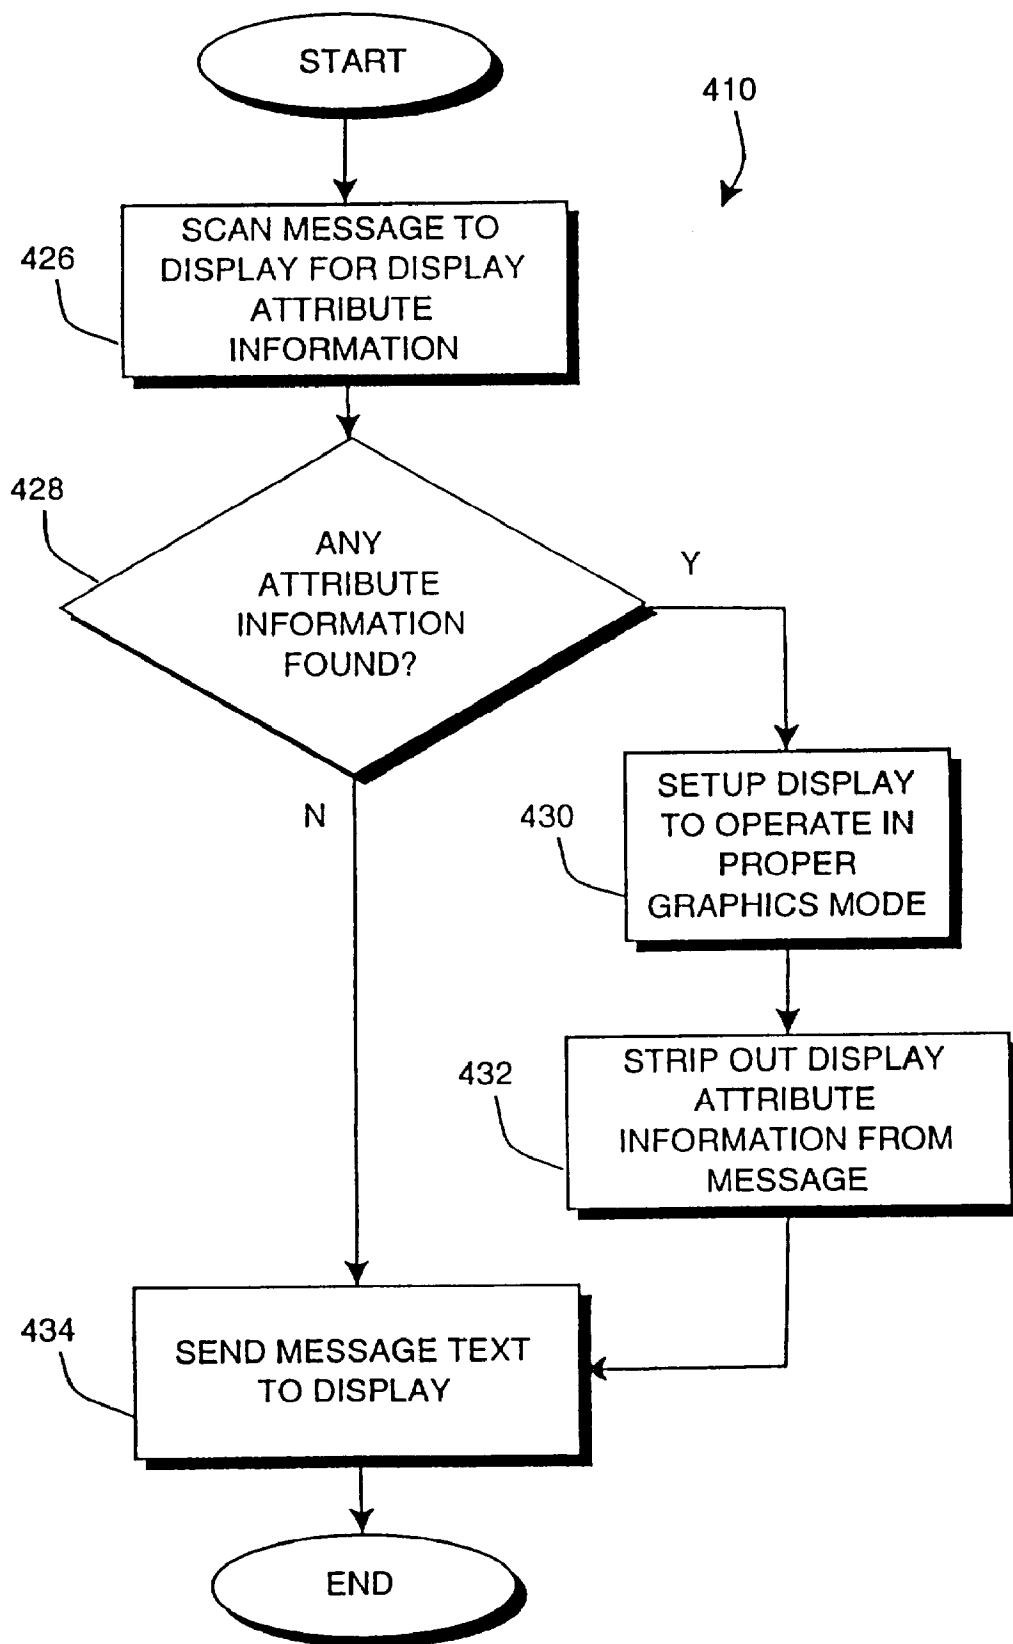 START
410
SCAN MESSAGE TO
DISPLAY FOR DISPLAY
ATTRIBUTE
INFORMATION
426
428
ANY
ATTRIBUTE
INFORMATION
FOUND?
Y
N
SETUP DISPLAY
TO OPERATE IN
PROPER
GRAPHICS MODE
430
STRIP OUT DISPLAY
ATTRIBUTE
INFORMATION FROM
MESSAGE
432
434
SEND MESSAGE TEXT
TO DISPLAY
END